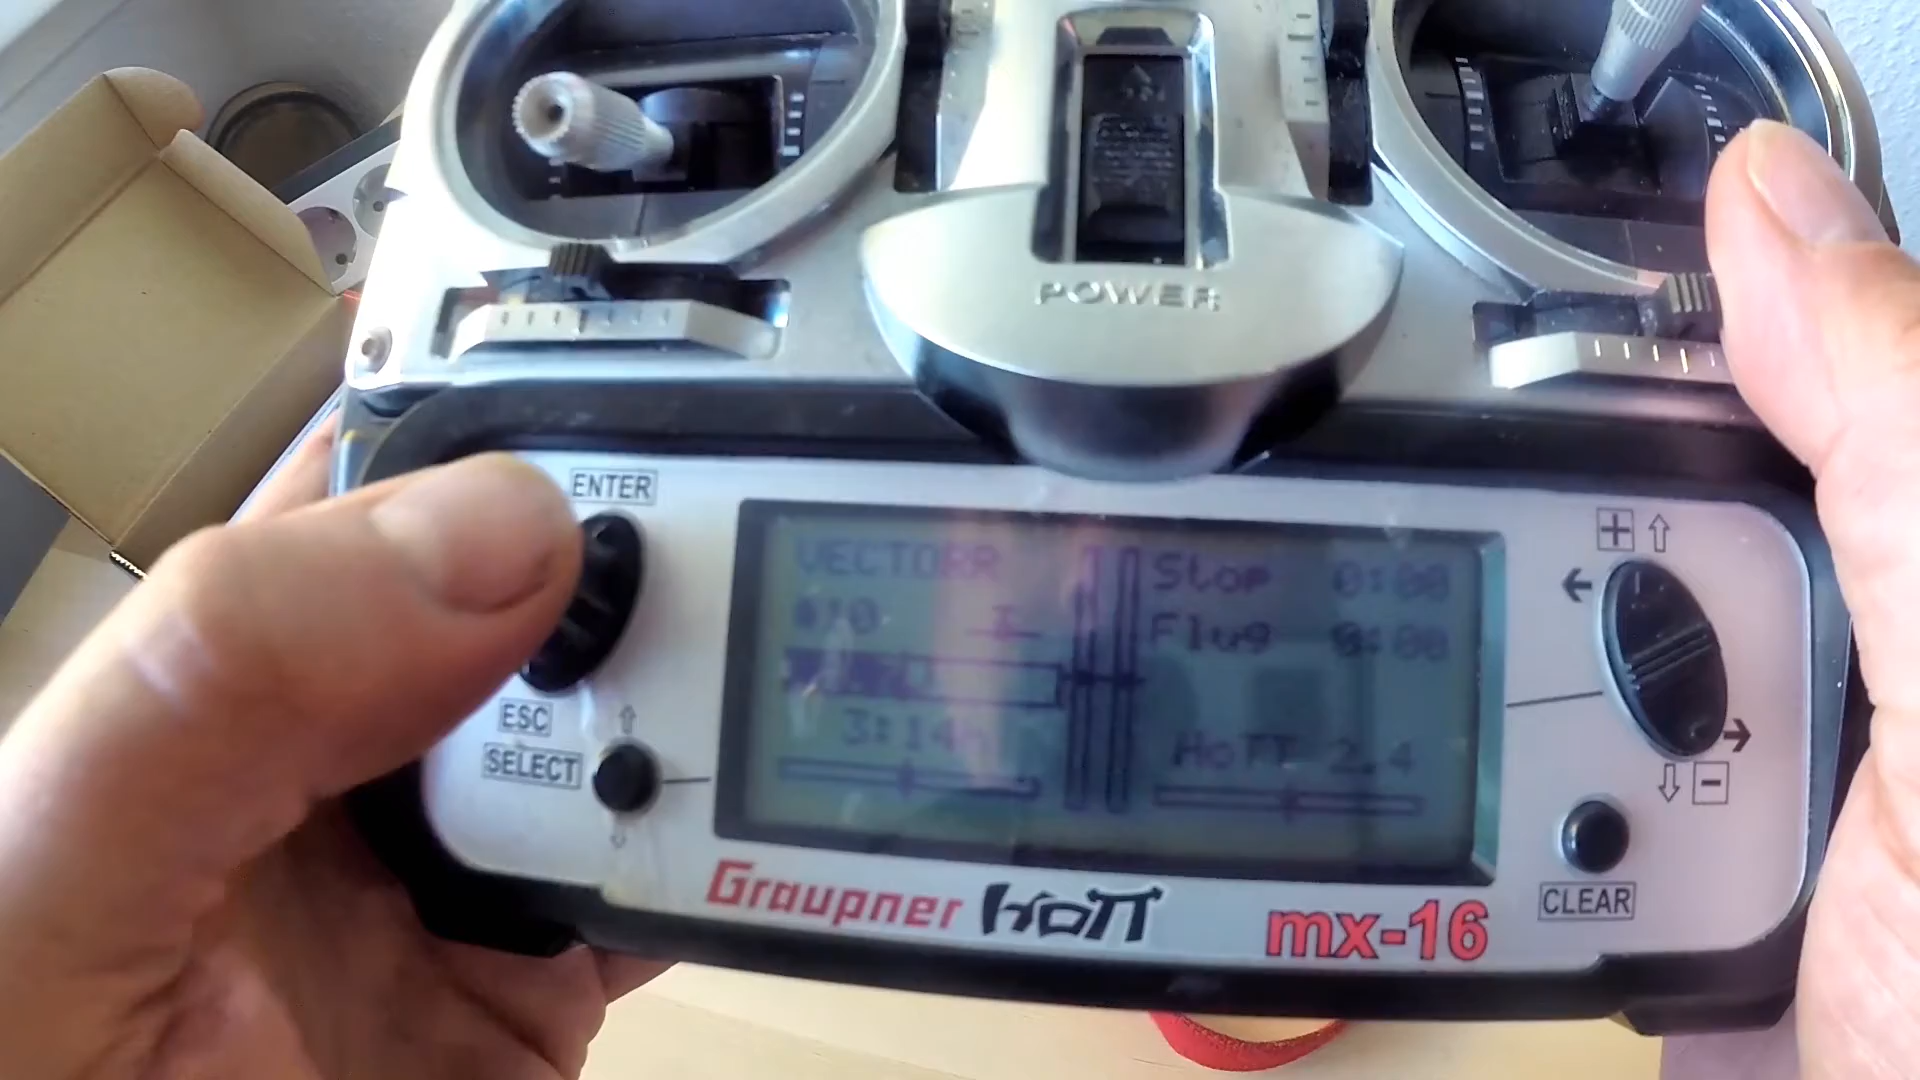 POWER
ENTER
ESC
SELECT
VECTORR
Stop 0:00
Flug 0:00
3:14h
HoTT 2.4
CLEAR
Graupner HoTT mx-16